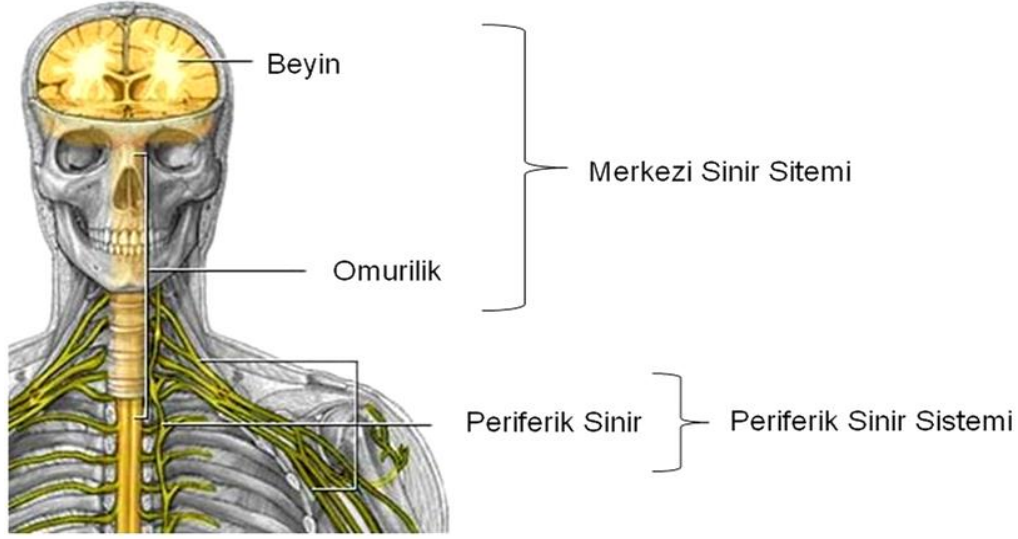 Beyin
Merkezi Sinir Sitemi
Omurilik
Periferik Sinir
Periferik Sinir Sistemi